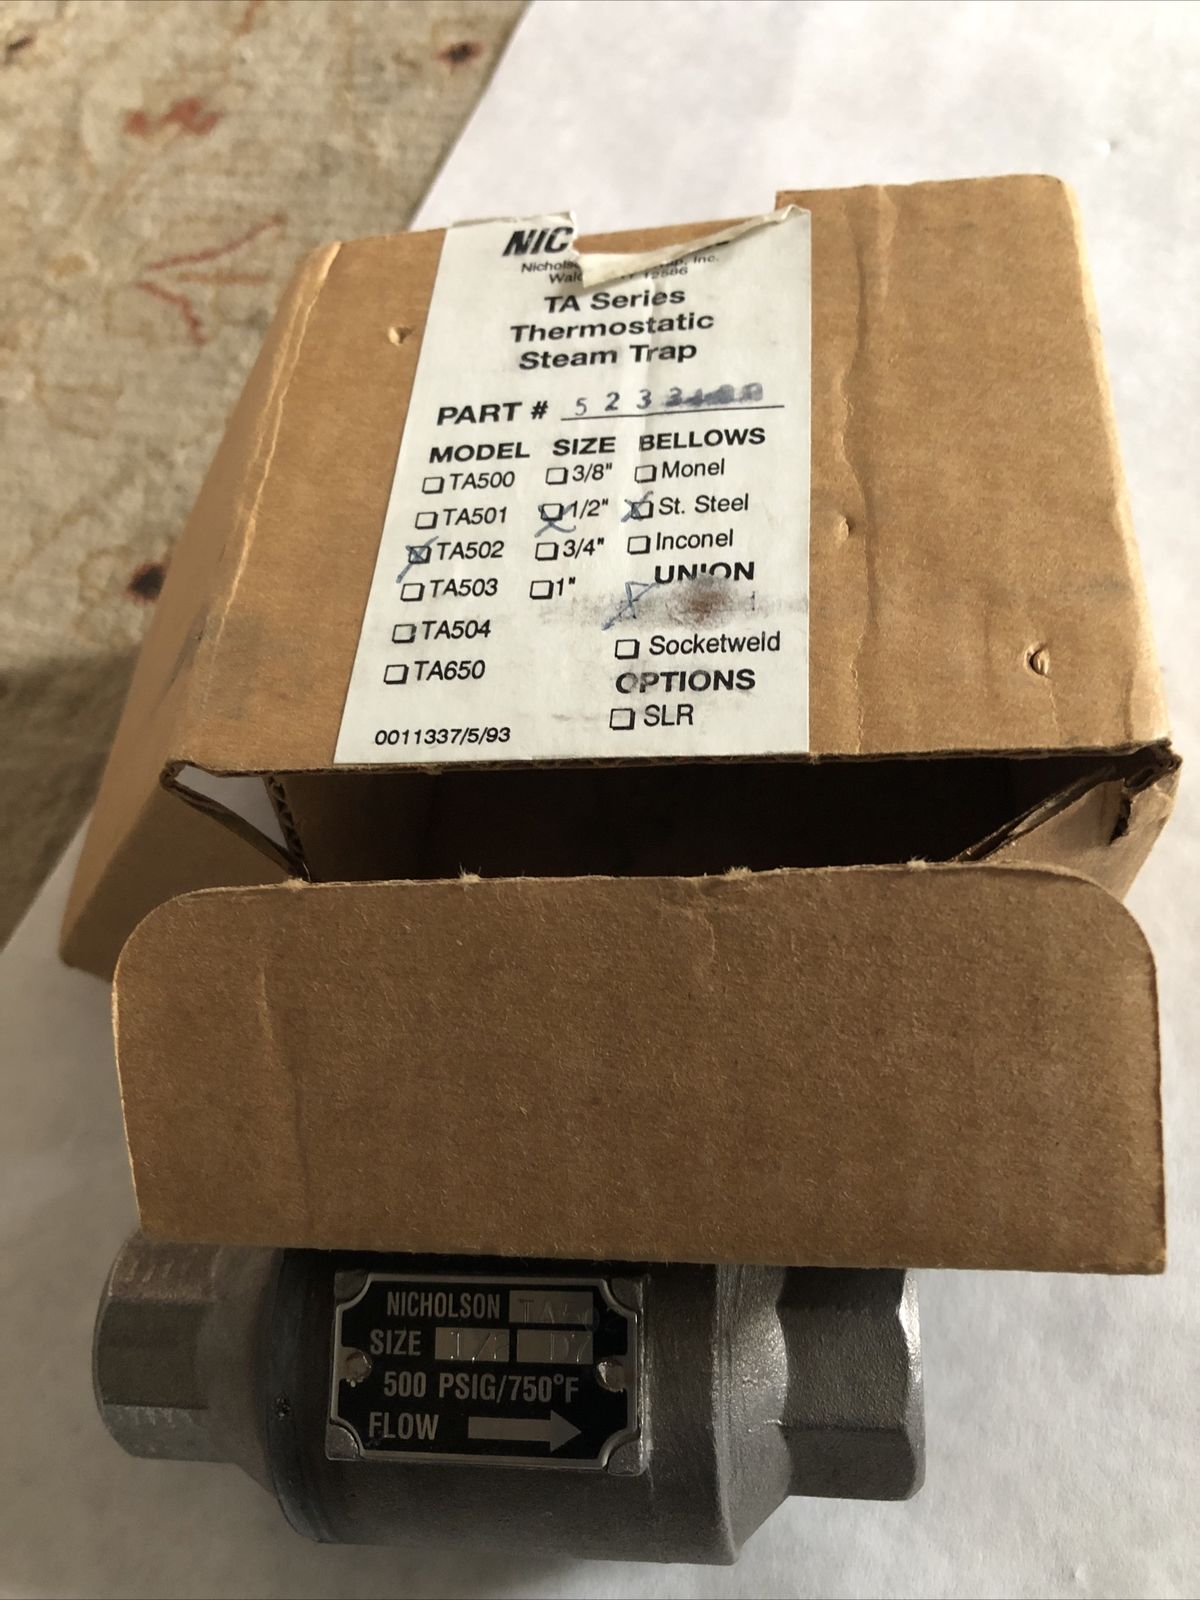 NIC
Inc.
12586
TA Series
Thermostatic
Steam Trap
PART # 5 2 3
MODEL SIZE BELLOWS
TA500 3/8" Monel
TA501 1/2" St. Steel
TA502 3/4" Inconel
UNION
TA503 1"
TA504
Socketweld
TA650
OPTIONS
SLR
0011337/5/93
NICHOLSON
SIZE
500 PSIG/750°F
FLOW